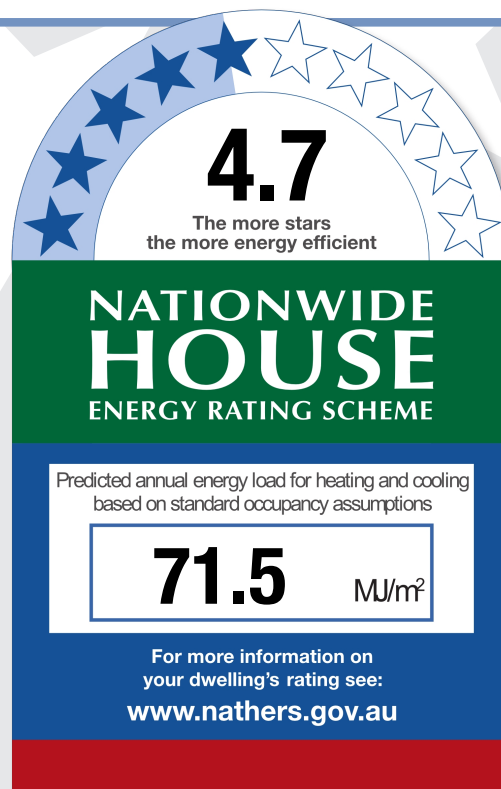 4.7
The more stars
the more energy efficient
NATIONWIDE
HOUSE
ENERGY RATING SCHEME
Predicted annual energy load for heating and cooling
based on standard occupancy assumptions
71.5 MJ/m²
For more information on
your dwelling's rating see:
www.nathers.gov.au